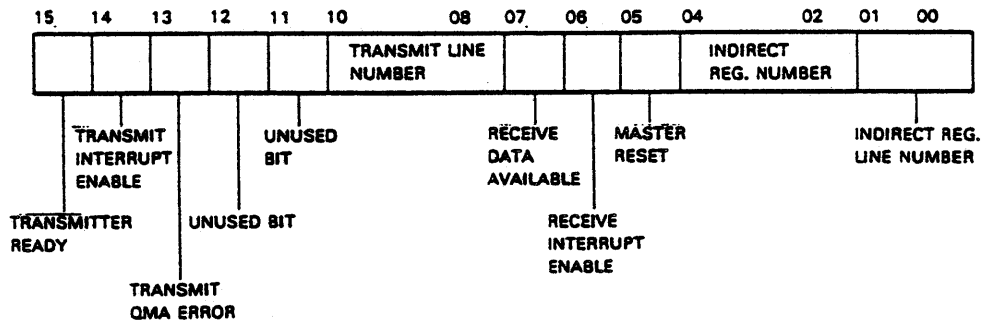 15 14 13 12 11 10 08 07 06 05 04 02 01 00
TRANSMIT LINE
NUMBER
INDIRECT
REG. NUMBER
TRANSMIT
INTERRUPT
ENABLE
UNUSED
BIT
RECEIVE
DATA
AVAILABLE
MASTER
RESET
INDIRECT REG.
LINE NUMBER
TRANSMITTER
READY
UNUSED BIT
RECEIVE
INTERRUPT
ENABLE
TRANSMIT
QMA ERROR